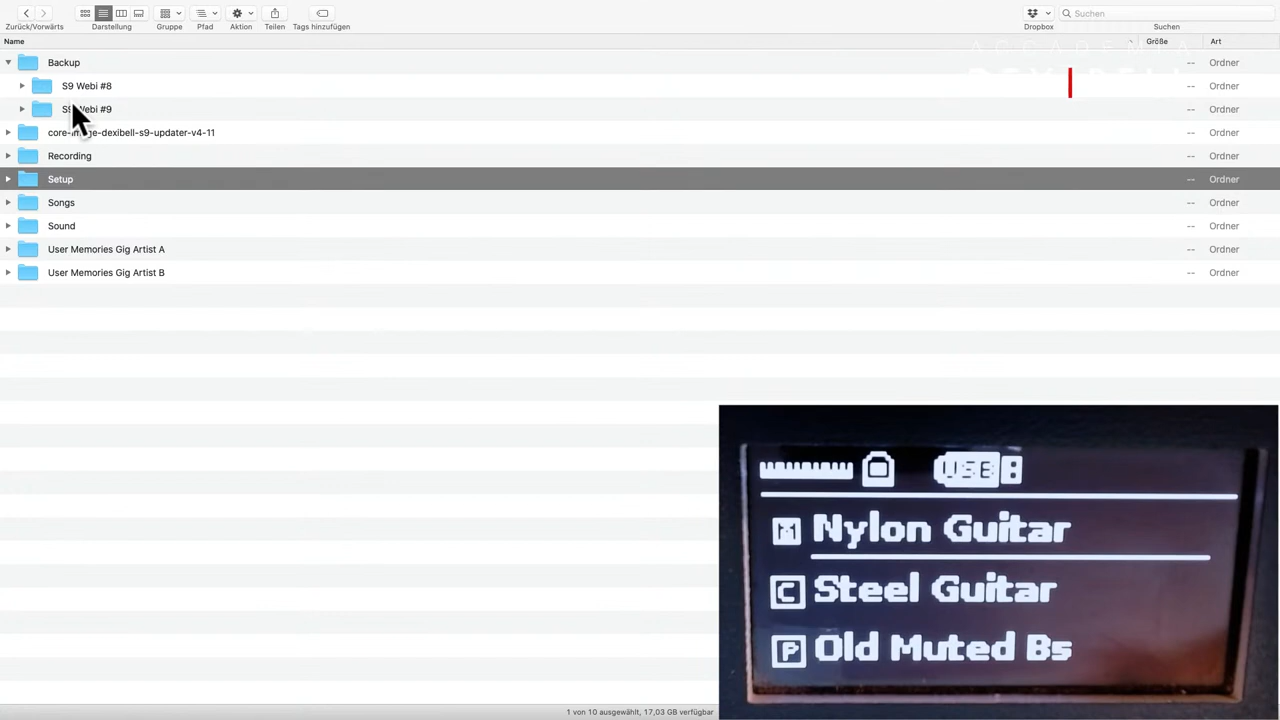 Suchen
Zurück/Vorwärts Darstellung Gruppe Pfad Aktion Teilen Tags hinzufügen Dropbox Suchen
Name Größe Art
Backup -- Ordner
S9 Webi #8 -- Ordner
S9 Webi #9 -- Ordner
core-image-dexibell-s9-updater-v4-11 -- Ordner
Recording -- Ordner
Setup -- Ordner
Songs -- Ordner
Sound -- Ordner
User Memories Gig Artist A -- Ordner
User Memories Gig Artist B -- Ordner
USB
M Nylon Guitar
C Steel Guitar
P Old Muted Bs
1 von 10 ausgewählt, 17,03 GB verfügbar